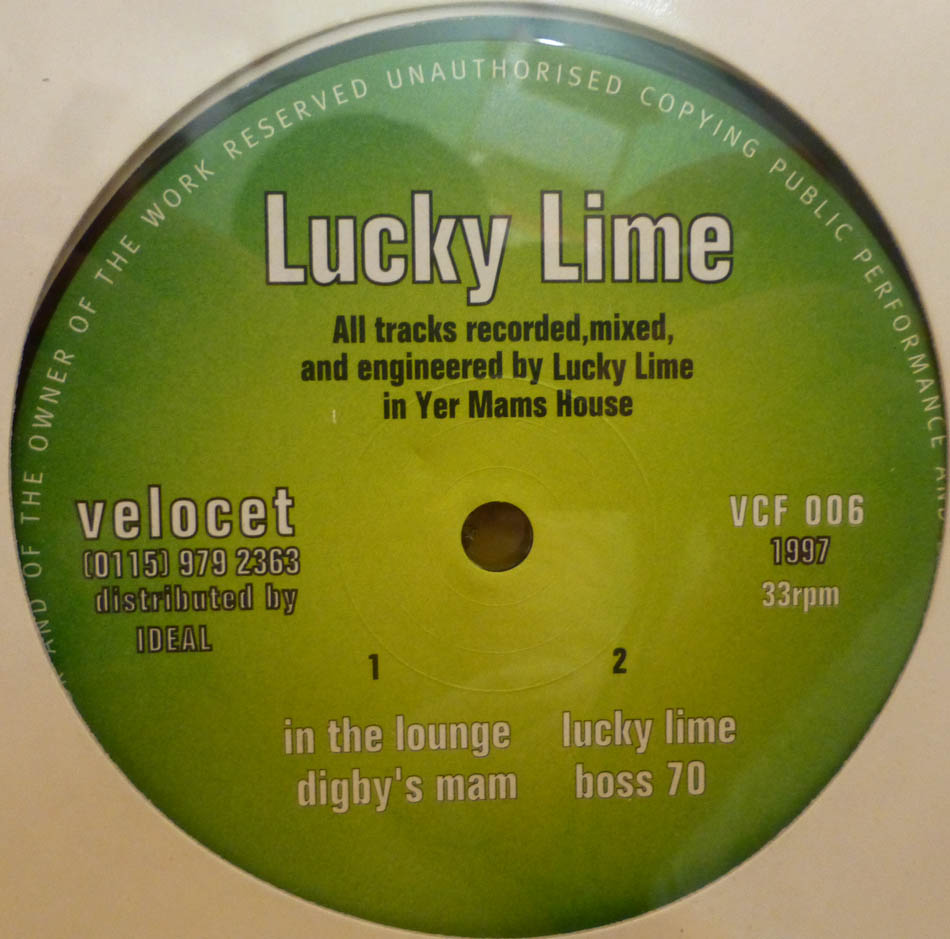 AND OF THE OWNER OF THE WORK RESERVED UNAUTHORISED COPYING PUBLIC PERFORMANCE
Lucky Lime
All tracks recorded,mixed,
and engineered by Lucky Lime
in Yer Mams House
velocet
(0115) 979 2363
distributed by
IDEAL
VCF 006
1997
33rpm
1
in the lounge
digby's mam
2
lucky lime
boss 70